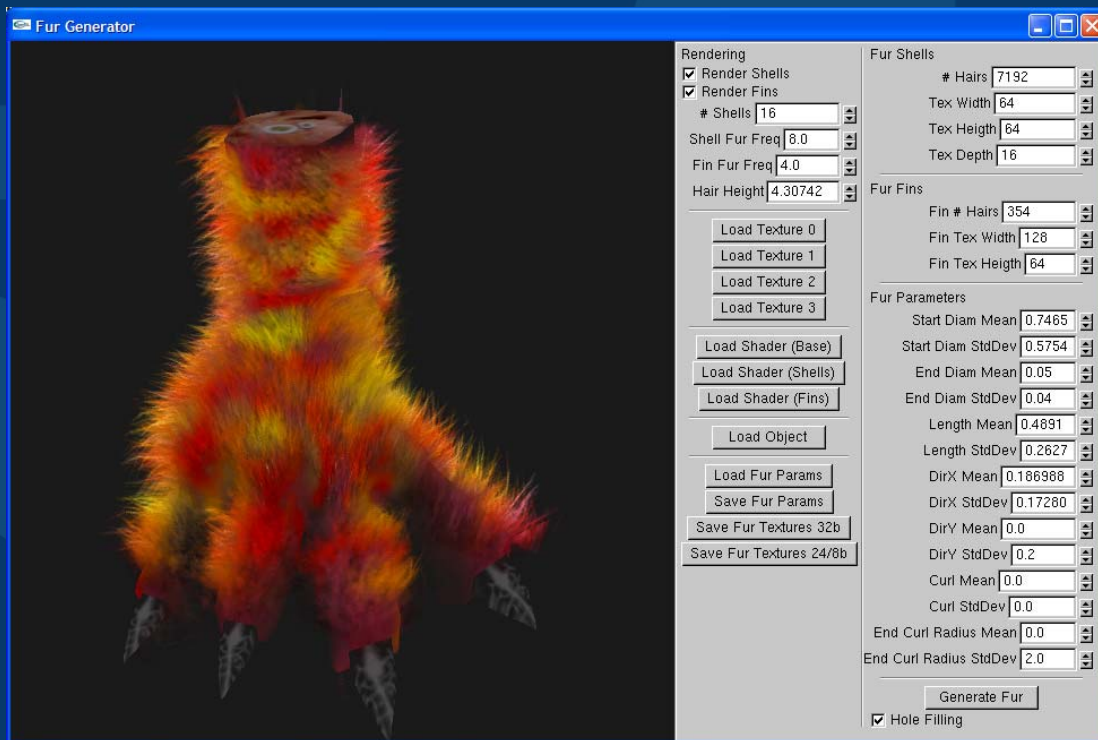 Fur Generator
Rendering
Render Shells
Render Fins
# Shells 16
Shell Fur Freq 8.0
Fin Fur Freq 4.0
Hair Height 4.30742
Load Texture 0
Load Texture 1
Load Texture 2
Load Texture 3
Load Shader (Base)
Load Shader (Shells)
Load Shader (Fins)
Load Object
Load Fur Params
Save Fur Params
Save Fur Textures 32b
Save Fur Textures 24/8b
Fur Shells
# Hairs 7192
Tex Width 64
Tex Heigth 64
Tex Depth 16
Fur Fins
Fin # Hairs 354
Fin Tex Width 128
Fin Tex Heigth 64
Fur Parameters
Start Diam Mean 0.7465
Start Diam StdDev 0.5754
End Diam Mean 0.05
End Diam StdDev 0.04
Length Mean 0.4891
Length StdDev 0.2627
DirX Mean 0.186988
DirX StdDev 0.17280
DirY Mean 0.0
DirY StdDev 0.2
Curl Mean 0.0
Curl StdDev 0.0
End Curl Radius Mean 0.0
End Curl Radius StdDev 2.0
Generate Fur
Hole Filling